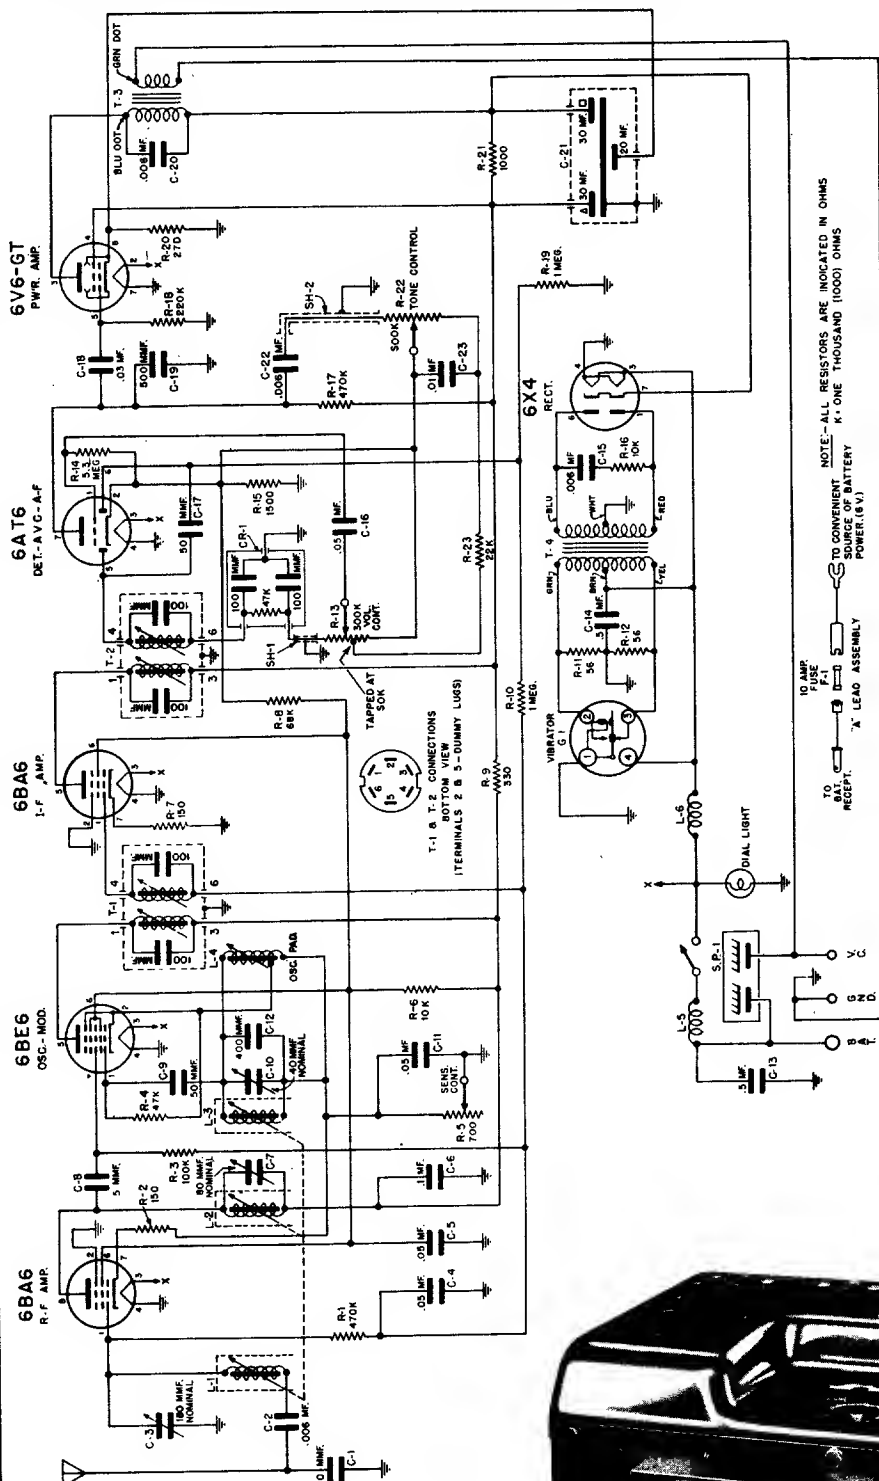 6BA6
R-F AMP.
6BE6
OSC.-MOD.
6BA6
I-F AMP.
6AT6
DET.-AVC-A-F
6V6-GT
PW'R. AMP.
6X4
RECT.
C-3
180 MMF. NOMINAL
L-1
C-2
.006 MF.
C-1
R-1
470K
C-4
.05 MF.
C-5
.05 MF.
C-6
.1 MF.
R-2
150
C-8
5 MMF.
R-3
100K
L-2
C-7
80 MMF. NOMINAL
R-4
47K
C-9
50 MMF.
L-3
C-10
40 MMF NOMINAL
C-12
400 MMF.
L-4
OSC. PAD.
C-11
.05 MF.
SENS. CONT.
R-5
700
R-6
10K
T-1
100 MMF
100 MMF
R-7
150
T-2
100 MMF
100 MMF
R-8
68K
T-1 & T-2 CONNECTIONS
BOTTOM VIEW
(TERMINALS 2 & 5-DUMMY LUGS)
R-9
330
R-10
1 MEG.
R-14
MEG
50 MMF.
C-17
R-15
1500
CR-1
100 MMF
47K
100 MMF
SH-1
R-13
300K
VOL. CONT.
TAPPED AT
50K
C-16
.05 MF.
R-23
22K
C-18
.03 MF.
500 MMF.
C-19
R-18
220K
R-20
270
R-17
470K
C-22
.006 MF.
SH-2
R-22
500K
TONE CONTROL
.01 MF
C-23
R-19
1 MEG.
BLU DOT
T-3
GRN DOT
.006 MF.
C-20
R-21
1000
C-21
30 MF.
30 MF.
20 MF.
VIBRATOR
G-1
R-11
56
R-12
56
C-14
.5 MF.
GRN
BRN
YEL
T-4
BLU
WHT
RED
.006 MF
C-15
R-16
10K
L-5
L-6
C-13
.5 MF.
DIAL LIGHT
X
S.P.-1
BAT.
GND.
V.C.
NOTE:-ALL RESISTORS ARE INDICATED IN OHMS
K=ONE THOUSAND (1000) OHMS
TO BAT. RECEPT.
10 AMP.
FUSE
F-1
"A" LEAD ASSEMBLY
TO CONVENIENT
SOURCE OF BATTERY
POWER.(6 V.)